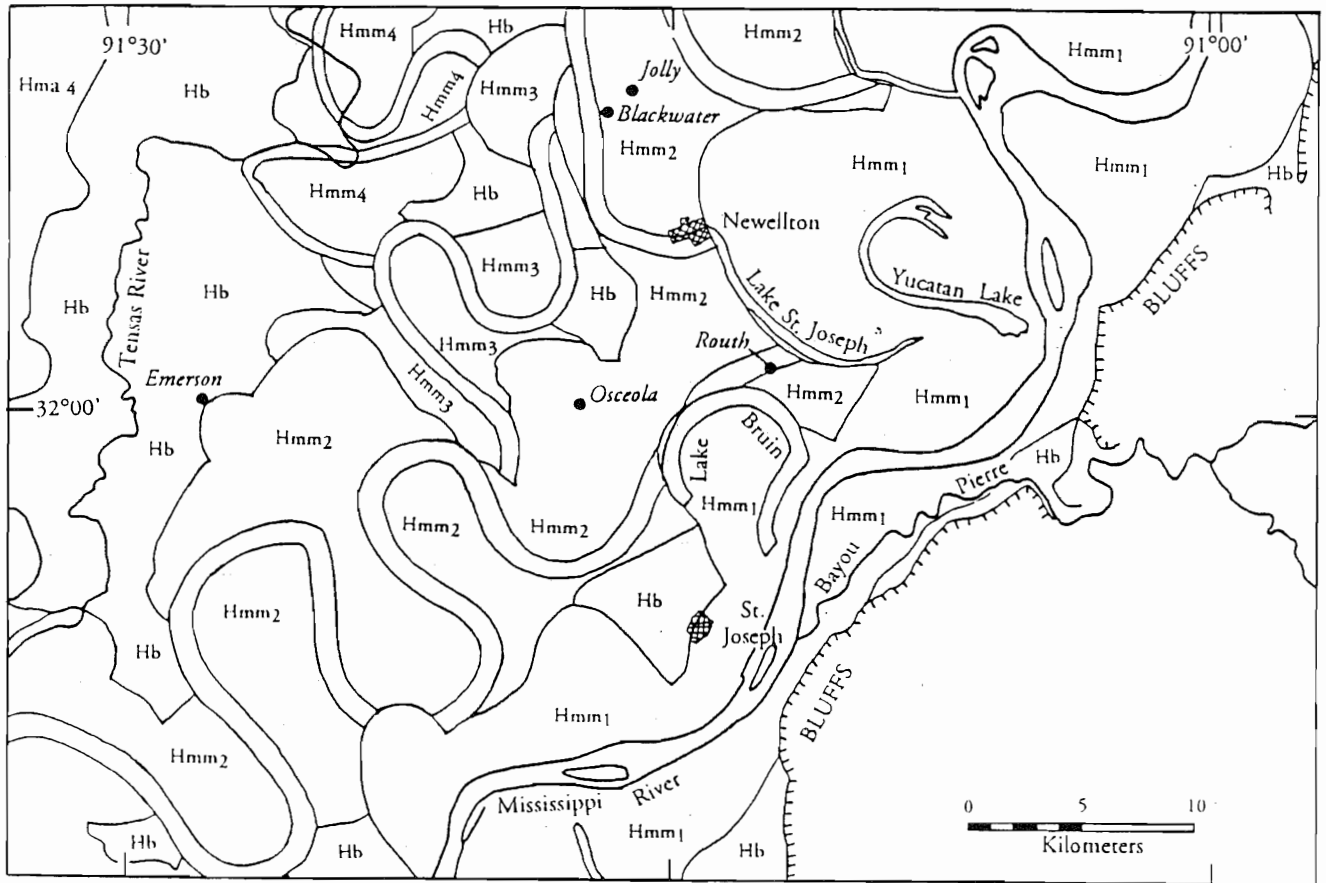 91°30'
Hmm4
Hb
Hmm2
Hmm1
91°00'
Hma 4
Hb
Hmm4
Hmm3
Jolly
Blackwater
Hmm2
Hmm1
Hmm1
Hb
Hmm4
Hb
Newellton
Hb
Tensas River
Hb
Hmm3
Hb
Hmm2
Lake St. Joseph
Yucatan Lake
BLUFFS
Hmm3
Routh
Emerson
Hmm3
Osceola
Hmm2
Hmm1
32°00'
Hmm2
Hb
Lake Bruin
Hb
Hmm1
Hmm2
Hmm2
Hmm1
Bayou Pierre
Hmm2
Hb
St.
Joseph
Hb
BLUFFS
Hmm1
Hmm2
Mississippi River
Hmm1
Hb
Hb
Hb
0 5 10
Kilometers